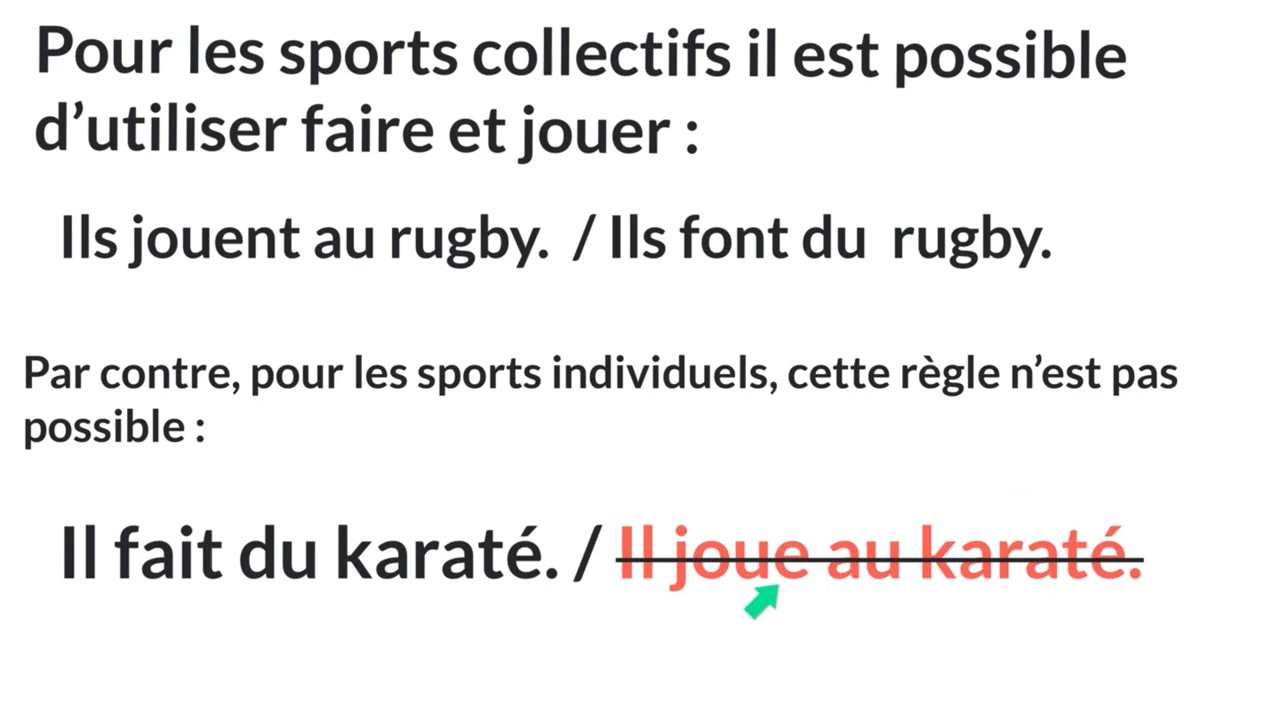 Pour les sports collectifs il est possible
d’utiliser faire et jouer :
Ils jouent au rugby. / Ils font du rugby.
Par contre, pour les sports individuels, cette règle n’est pas
possible :
Il fait du karaté. / Il joue au karaté.